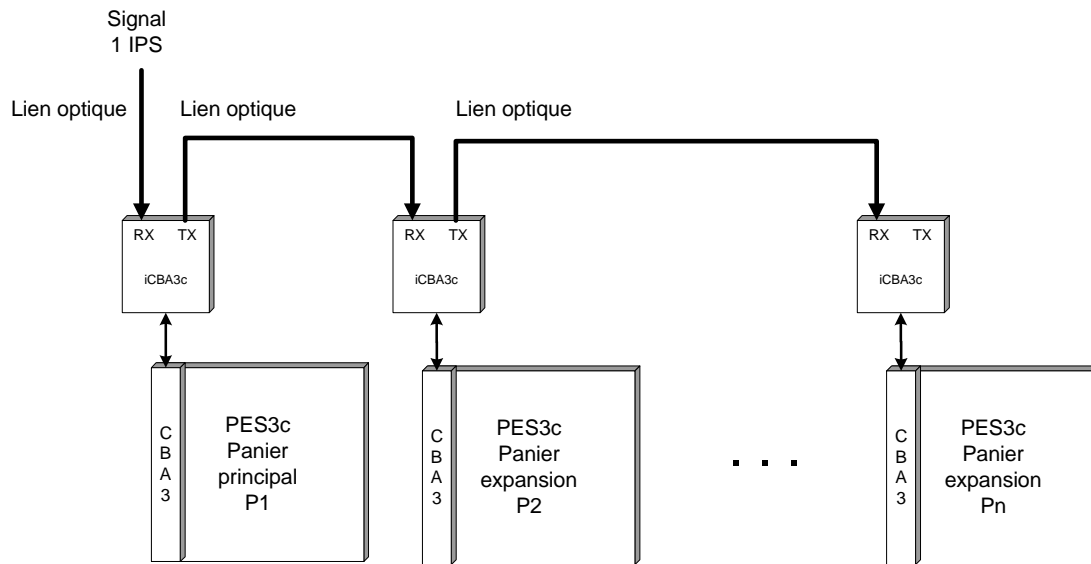 Signal
1 IPS
Lien optique
Lien optique
Lien optique
RX TX
iCBA3c
RX TX
iCBA3c
RX TX
iCBA3c
C
B
A
3
PES3c
Panier
principal
P1
C
B
A
3
PES3c
Panier
expansion
P2
. . .
C
B
A
3
PES3c
Panier
expansion
Pn